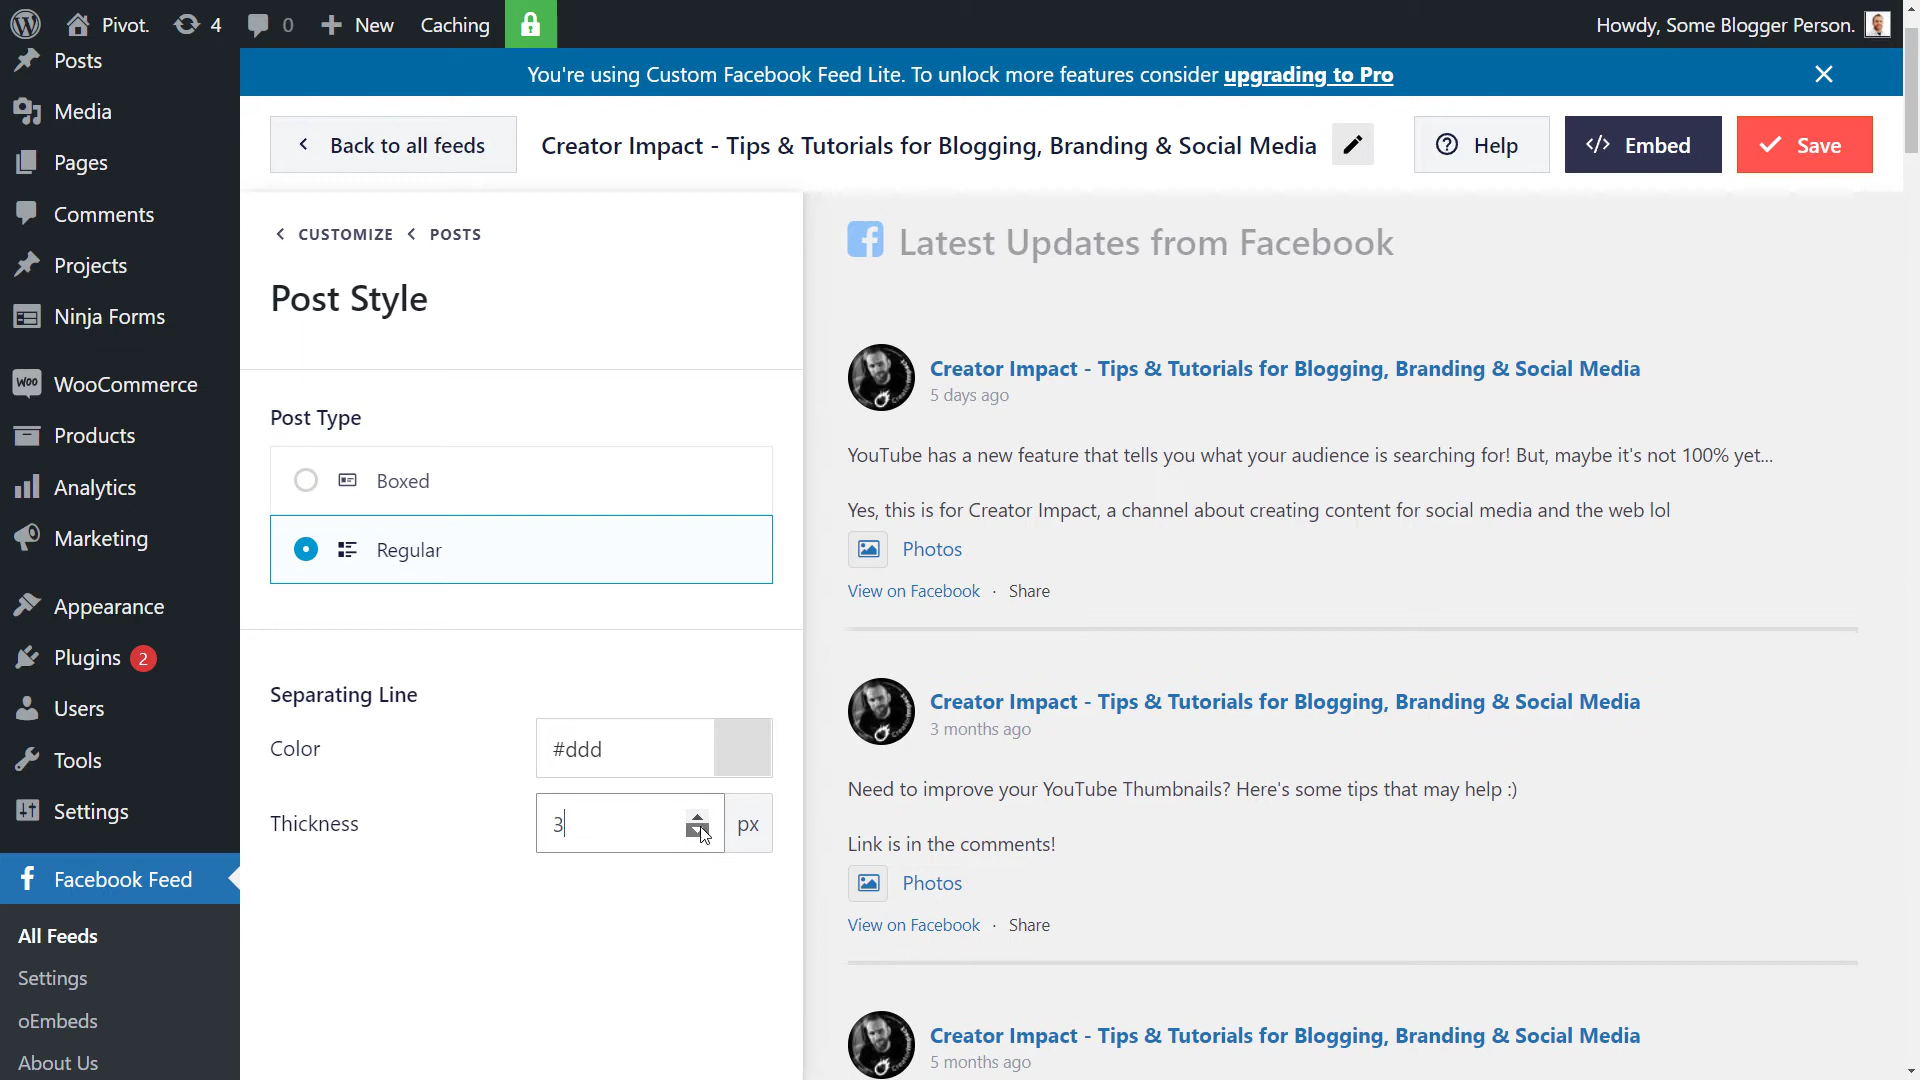 Pivot. 4 0 New Caching Howdy, Some Blogger Person.
You're using Custom Facebook Feed Lite. To unlock more features consider upgrading to Pro
Back to all feeds
Creator Impact - Tips & Tutorials for Blogging, Branding & Social Media
Help
</> Embed
Save
Posts
Media
Pages
Comments
Projects
Ninja Forms
WOO WooCommerce
Products
Analytics
Marketing
Appearance
Plugins 2
Users
Tools
Settings
Facebook Feed
All Feeds
Settings
oEmbeds
About Us
CUSTOMIZE POSTS
Post Style
Post Type
Boxed
Regular
Separating Line
Color #ddd
Thickness 3 px
Latest Updates from Facebook
Creator Impact - Tips & Tutorials for Blogging, Branding & Social Media
5 days ago
YouTube has a new feature that tells you what your audience is searching for! But, maybe it's not 100% yet...
Yes, this is for Creator Impact, a channel about creating content for social media and the web lol
Photos
View on Facebook · Share
Creator Impact - Tips & Tutorials for Blogging, Branding & Social Media
3 months ago
Need to improve your YouTube Thumbnails? Here's some tips that may help :)
Link is in the comments!
Photos
View on Facebook · Share
Creator Impact - Tips & Tutorials for Blogging, Branding & Social Media
5 months ago